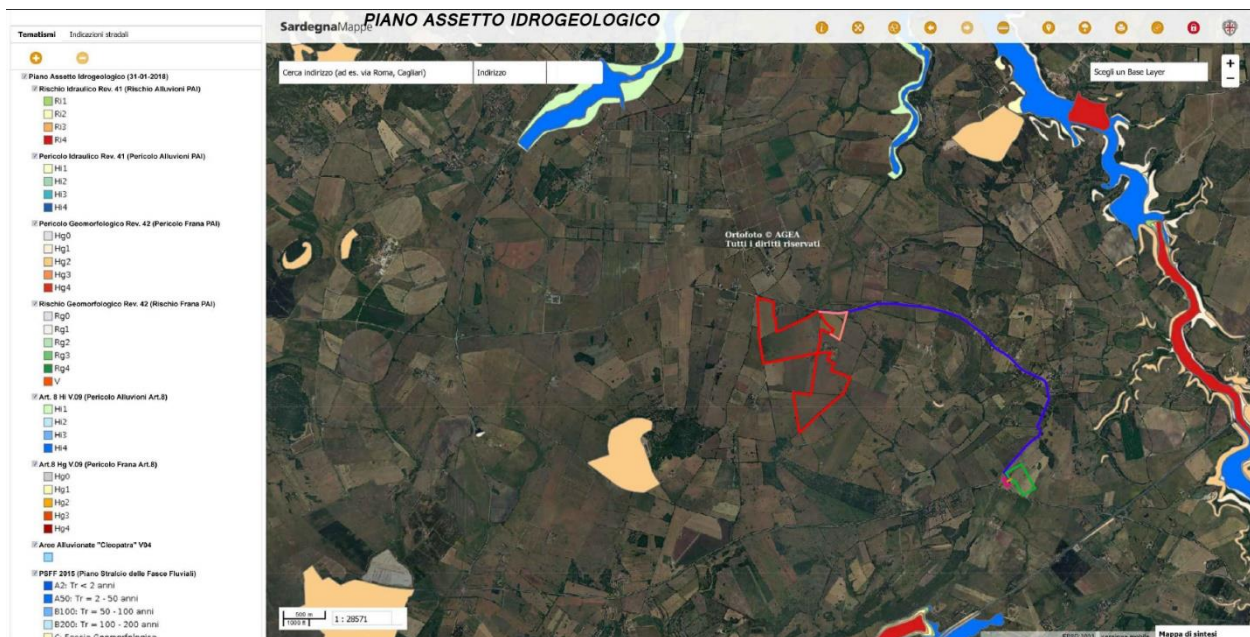 SardegnaMappe
PIANO ASSETTO IDROGEOLOGICO
Tematismi
Indicazioni stradali
Piano Assetto Idrogeologico (31-01-2018)
Rischio Idraulico Rev. 41 (Rischio Alluvioni PAI)
Ri1
Ri2
Ri3
Ri4
Pericolo Idraulico Rev. 41 (Pericolo Alluvioni PAI)
Hi1
Hi2
Hi3
Hi4
Pericolo Geomorfologico Rev. 42 (Pericolo Frana PAI)
Hg0
Hg1
Hg2
Hg3
Hg4
Rischio Geomorfologico Rev. 42 (Rischio Frana PAI)
Rg0
Rg1
Rg2
Rg3
Rg4
V
Art. 8 Hi V.09 (Pericolo Alluvioni Art.8)
Hi1
Hi2
Hi3
Hi4
Art.8 Hg V.09 (Pericolo Frana Art.8)
Hg0
Hg1
Hg2
Hg3
Hg4
Aree Alluvionate "Cleopatra" V04
PSFF 2015 (Piano Stralcio delle Fasce Fluviali)
A2: Tr < 2 anni
A50: Tr = 2 - 50 anni
B100: Tr = 50 - 100 anni
B200: Tr = 100 - 200 anni
C: Fascia Geomorfologica
Cerca indirizzo (ad es. via Roma, Cagliari)
Indirizzo
Scegli un Base Layer
+
−
Ortofoto © AGEA
Tutti i diritti riservati
500 m
1000 ft
1 : 28571
Mappa di sintesi